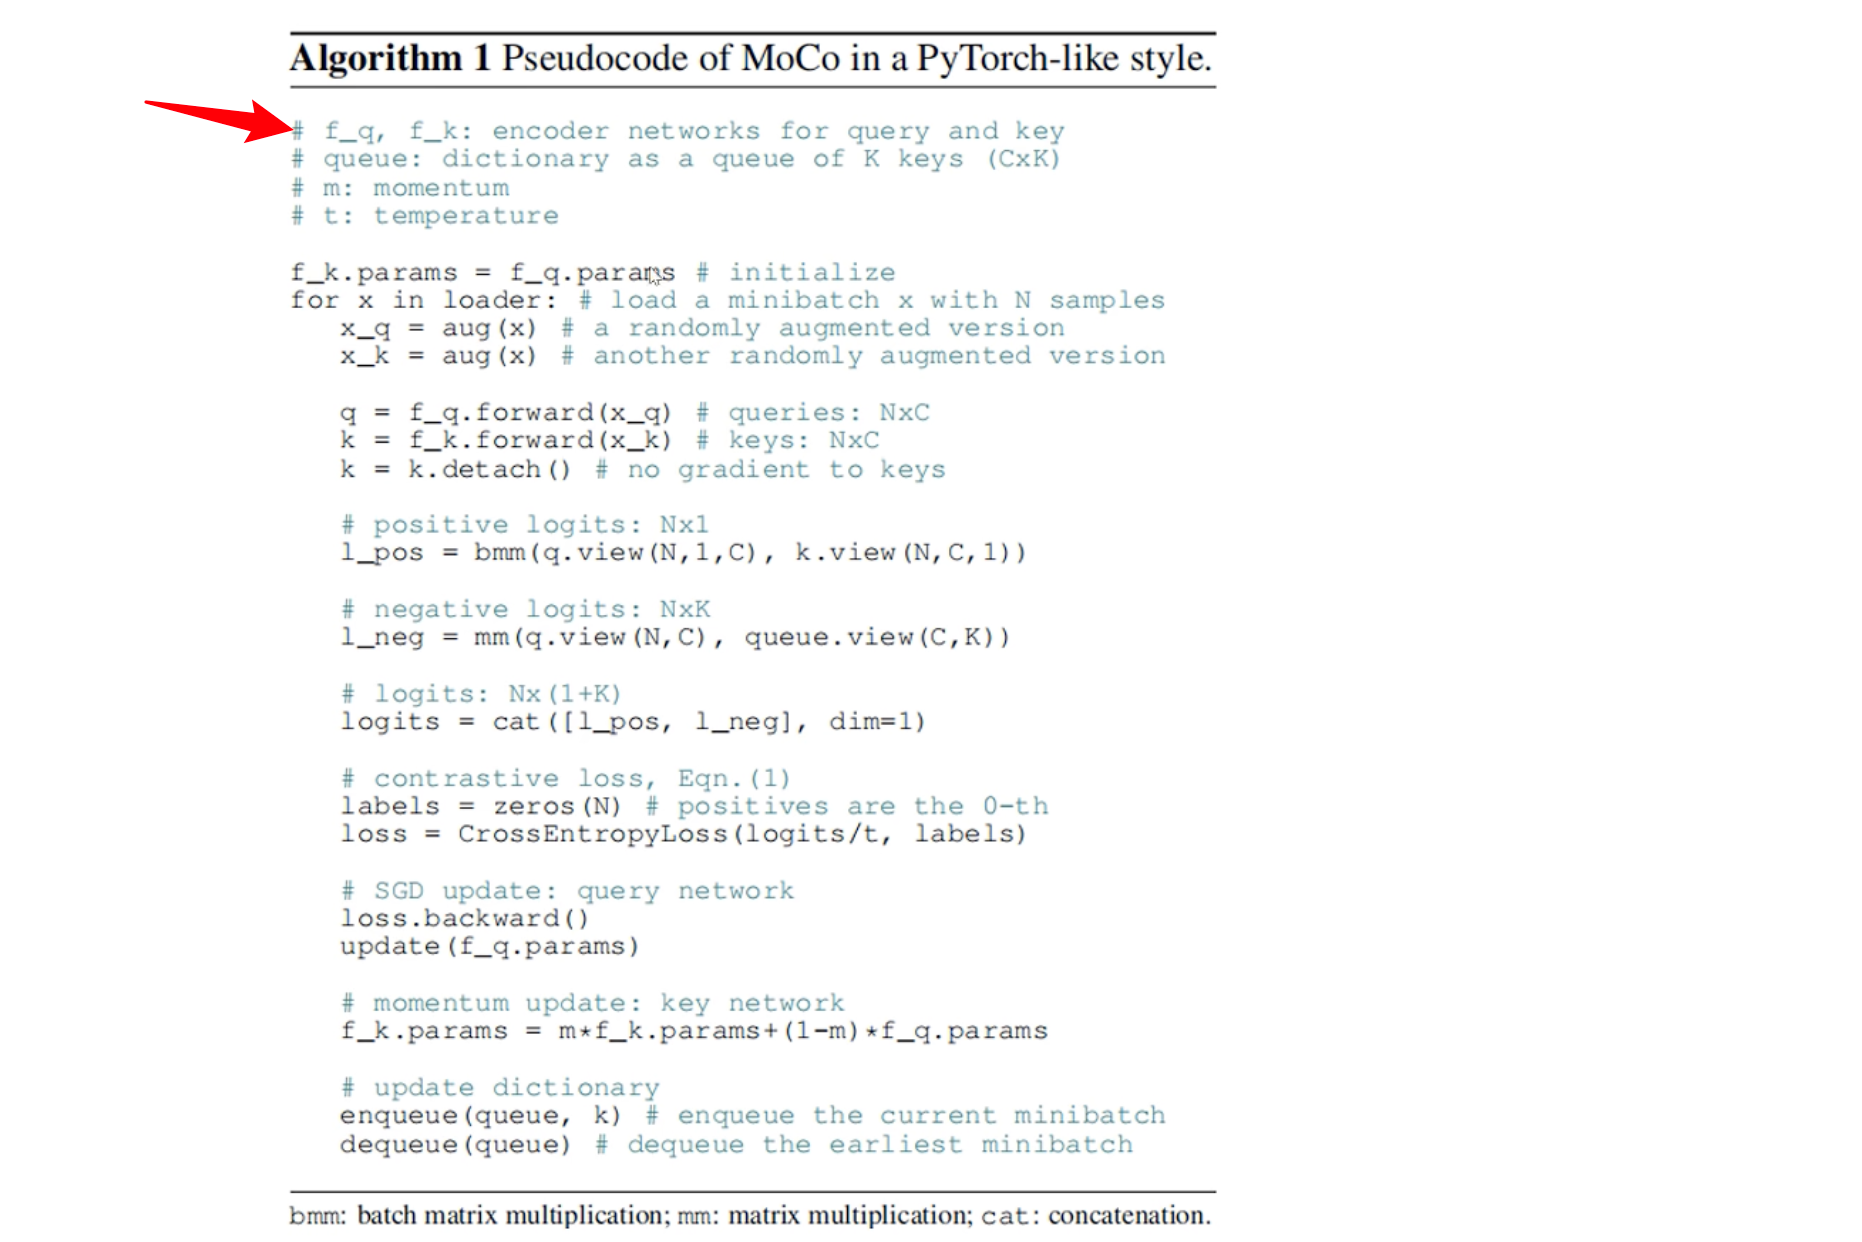 Algorithm 1 Pseudocode of MoCo in a PyTorch-like style.
# f_q, f_k: encoder networks for query and key
# queue: dictionary as a queue of K keys (CxK)
# m: momentum
# t: temperature
f_k.params = f_q.params # initialize
for x in loader: # load a minibatch x with N samples
x_q = aug(x) # a randomly augmented version
x_k = aug(x) # another randomly augmented version
q = f_q.forward(x_q) # queries: NxC
k = f_k.forward(x_k) # keys: NxC
k = k.detach() # no gradient to keys
# positive logits: Nx1
l_pos = bmm(q.view(N,1,C), k.view(N,C,1))
# negative logits: NxK
l_neg = mm(q.view(N,C), queue.view(C,K))
# logits: Nx(1+K)
logits = cat([l_pos, l_neg], dim=1)
# contrastive loss, Eqn.(1)
labels = zeros(N) # positives are the 0-th
loss = CrossEntropyLoss(logits/t, labels)
# SGD update: query network
loss.backward()
update(f_q.params)
# momentum update: key network
f_k.params = m*f_k.params+(1-m)*f_q.params
# update dictionary
enqueue(queue, k) # enqueue the current minibatch
dequeue(queue) # dequeue the earliest minibatch
bmm: batch matrix multiplication; mm: matrix multiplication; cat: concatenation.